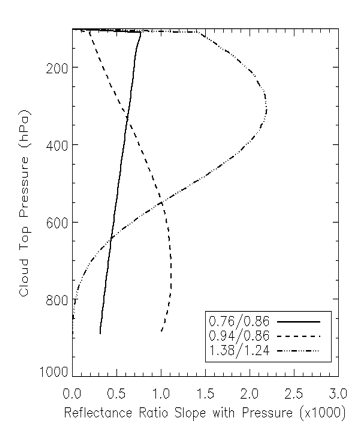 200
400
600
800
1000
Cloud Top Pressure (hPa)
0.76/0.86
0.94/0.86
1.38/1.24
0.0 0.5 1.0 1.5 2.0 2.5 3.0
Reflectance Ratio Slope with Pressure (x1000)